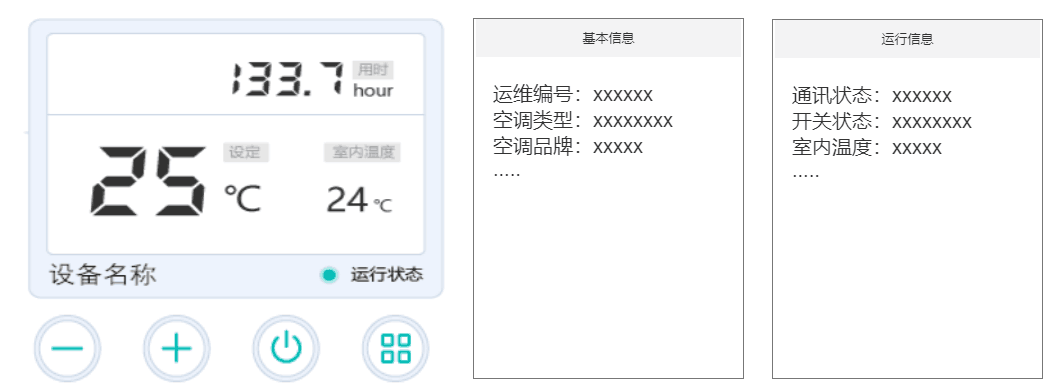 133.7 用时
hour
25 设定 ℃
室内温度
24 ℃
设备名称 运行状态
基本信息
运维编号：xxxxxx
空调类型：xxxxxxxx
空调品牌：xxxxx
.....
运行信息
通讯状态：xxxxxx
开关状态：xxxxxxxx
室内温度：xxxxx
.....